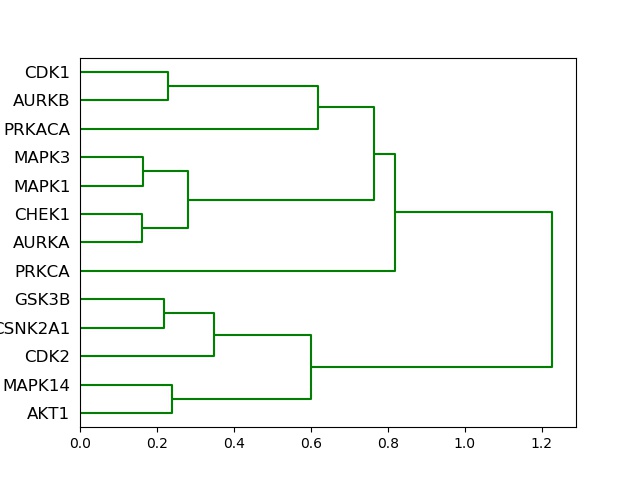 CDK1
AURKB
PRKACA
MAPK3
MAPK1
CHEK1
AURKA
PRKCA
GSK3B
CSNK2A1
CDK2
MAPK14
AKT1
0.0 0.2 0.4 0.6 0.8 1.0 1.2